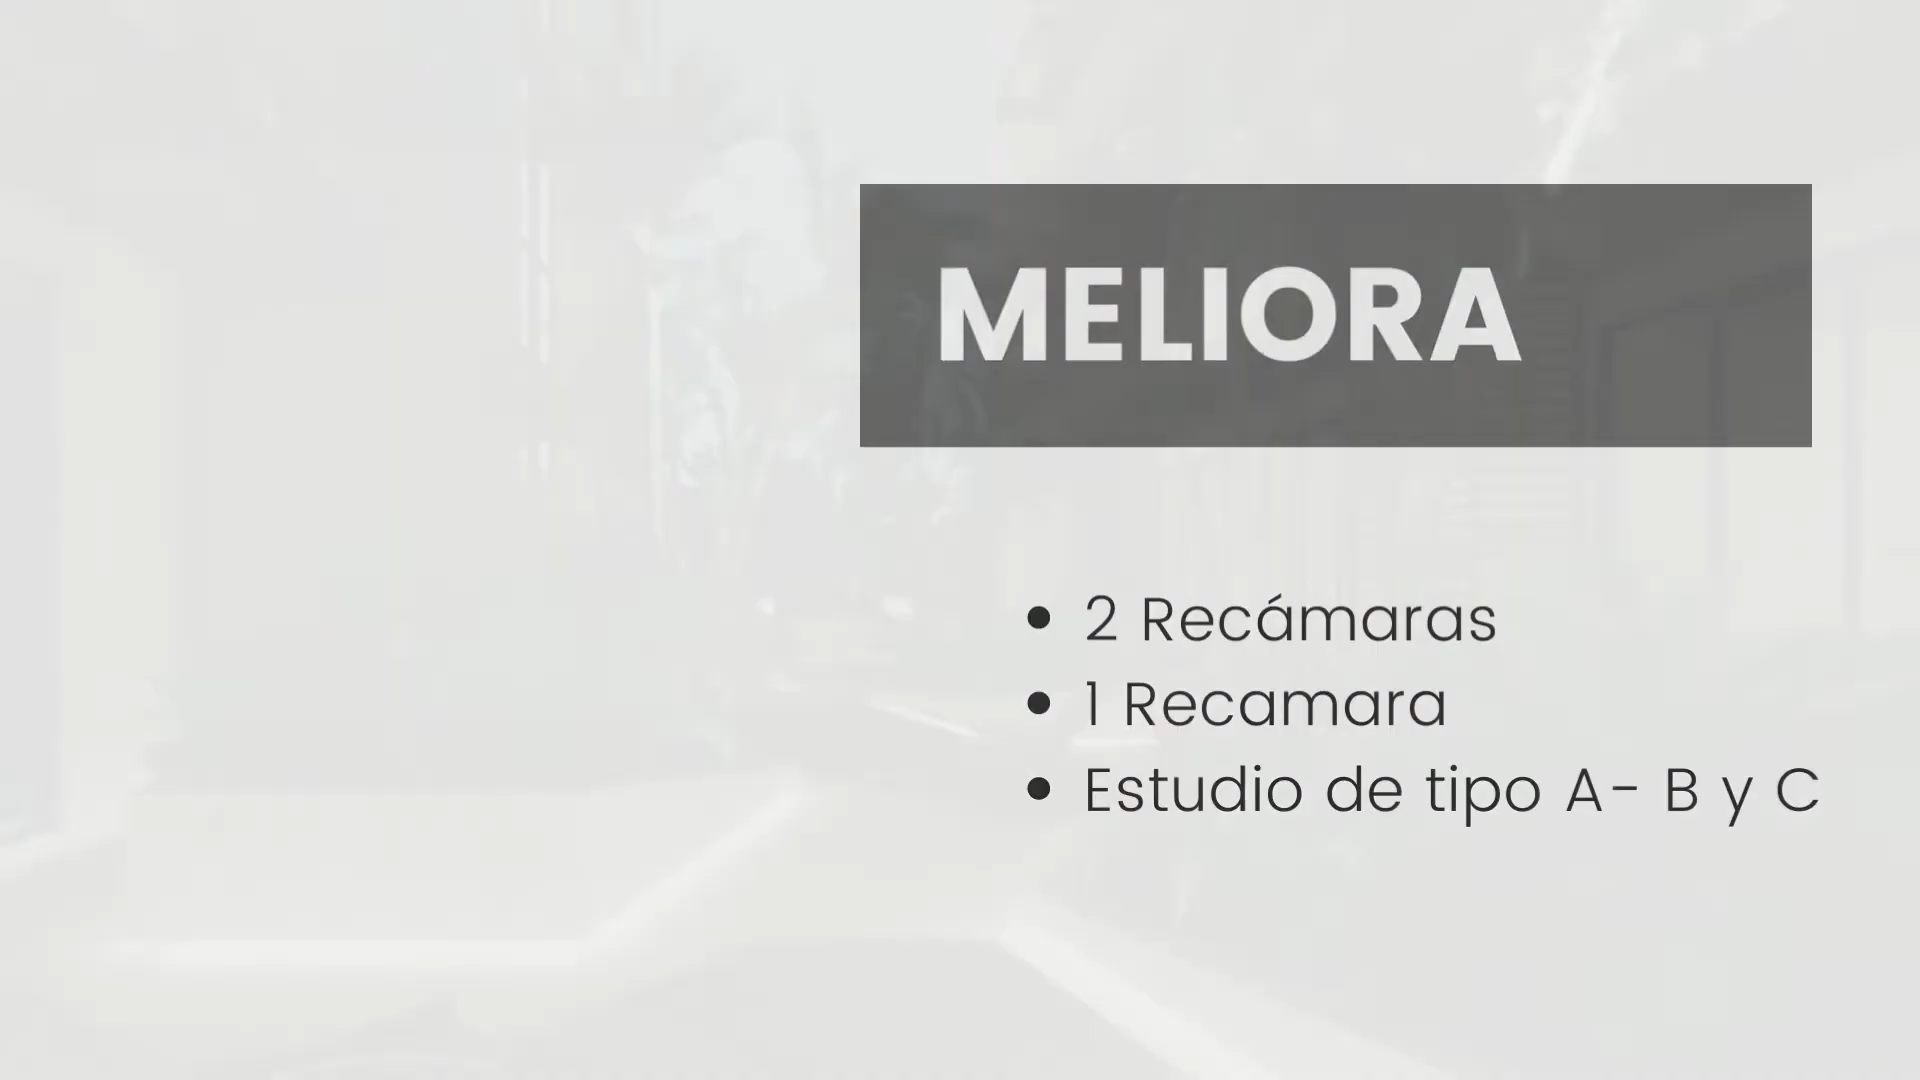 MELIORA
• 2 Recámaras
• 1 Recamara
• Estudio de tipo A- B y C